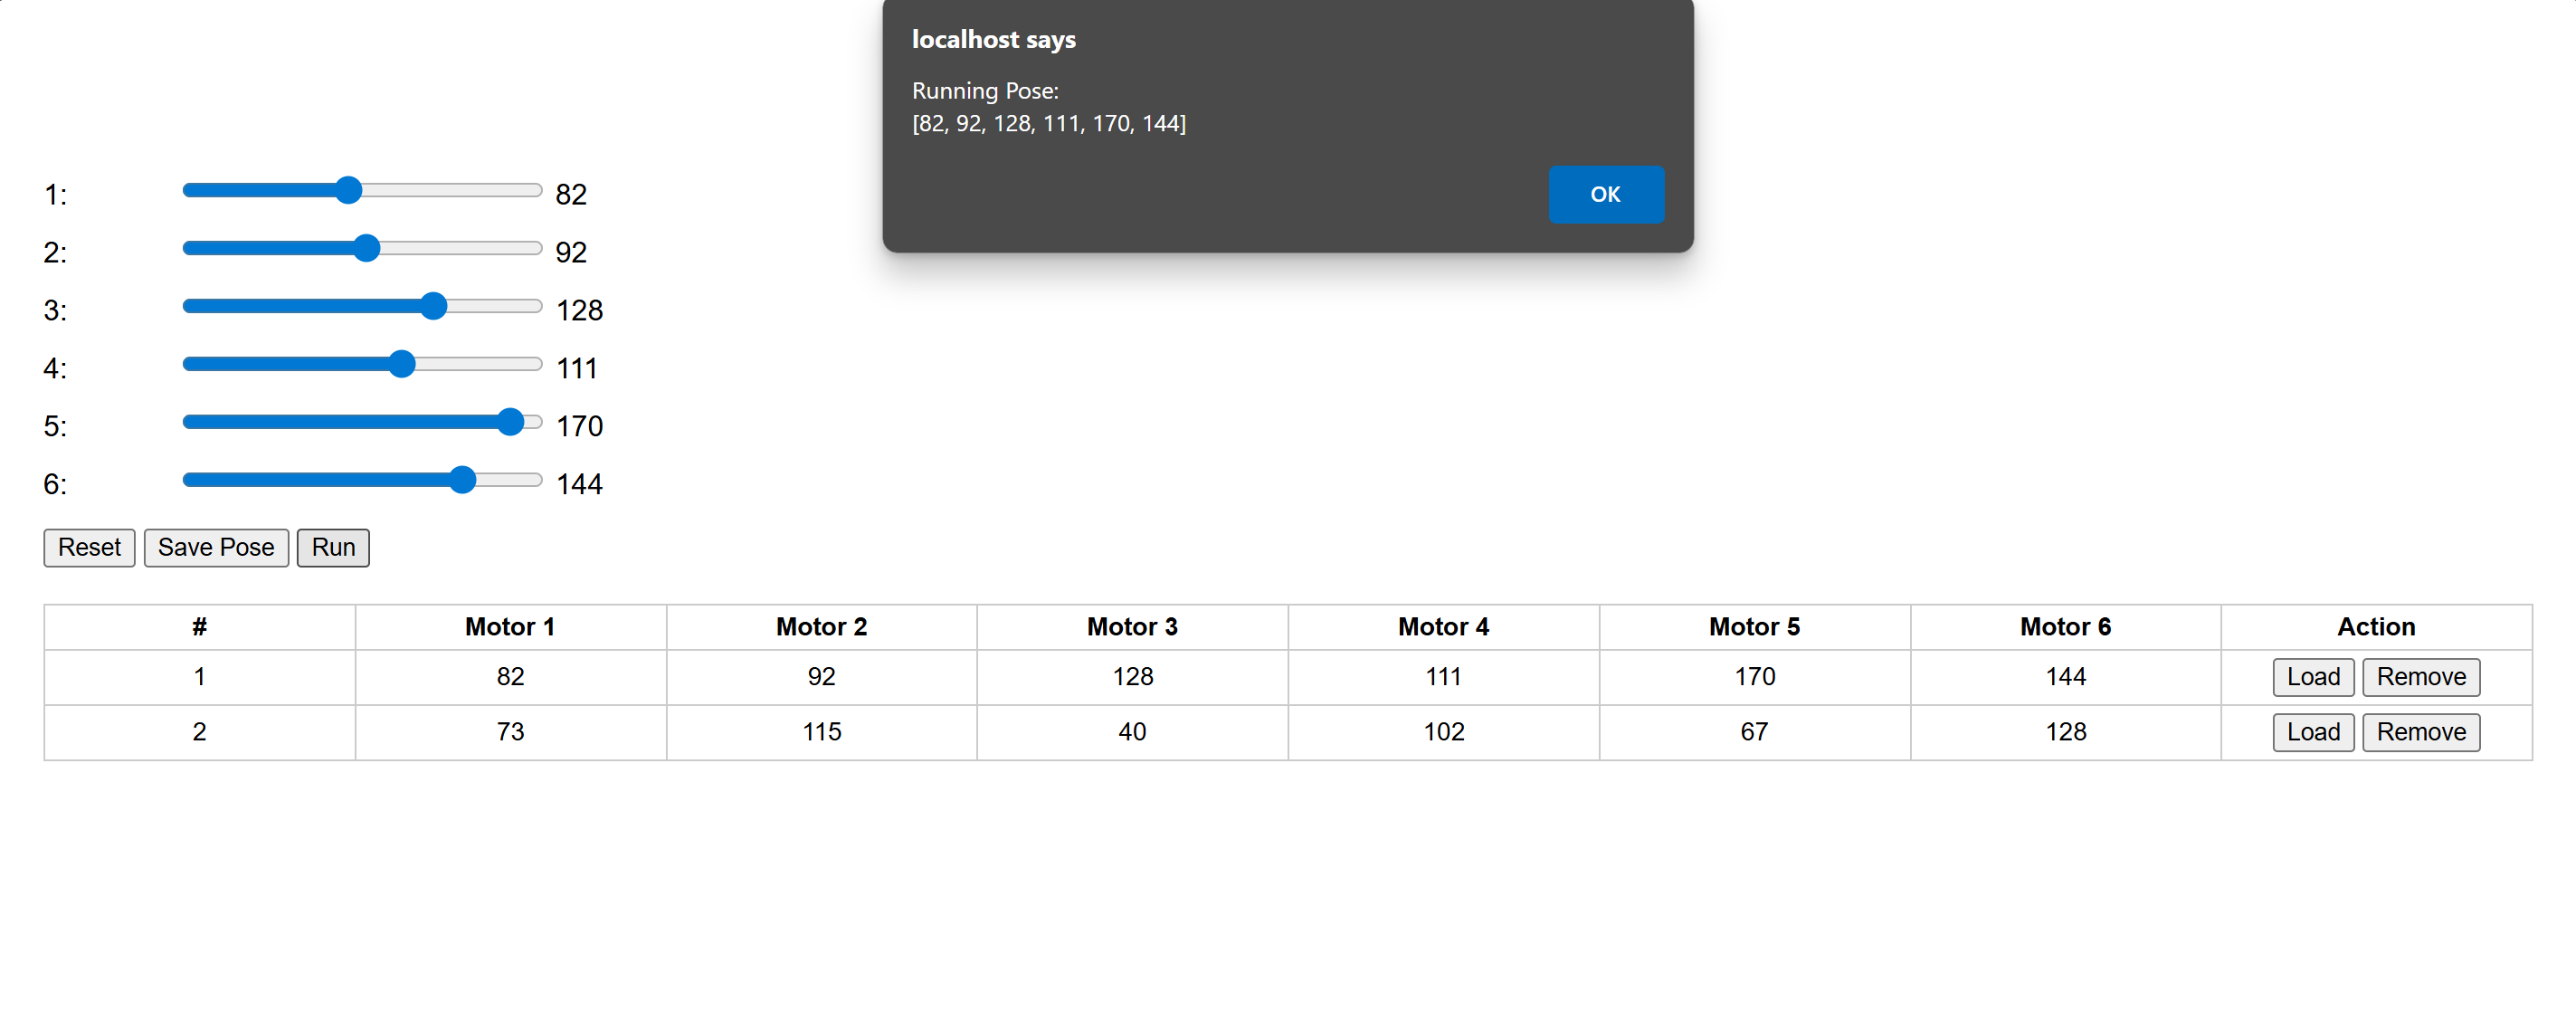 localhost says
Running Pose:
[82, 92, 128, 111, 170, 144]
OK
1: 82
2: 92
3: 128
4: 111
5: 170
6: 144
Reset Save Pose Run
# Motor 1 Motor 2 Motor 3 Motor 4 Motor 5 Motor 6 Action
1 82 92 128 111 170 144 Load Remove
2 73 115 40 102 67 128 Load Remove